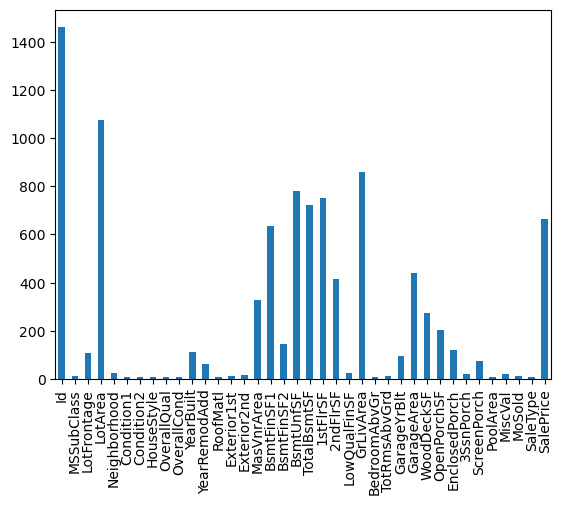 1400
1200
1000
800
600
400
200
0
Id
MSSubClass
LotFrontage
LotArea
Neighborhood
Condition1
Condition2
HouseStyle
OverallQual
OverallCond
YearBuilt
YearRemodAdd
RoofMatl
Exterior1st
Exterior2nd
MasVnrArea
BsmtFinSF1
BsmtFinSF2
BsmtUnfSF
TotalBsmtSF
1stFlrSF
2ndFlrSF
LowQualFinSF
GrLivArea
BedroomAbvGr
TotRmsAbvGrd
GarageYrBlt
GarageArea
WoodDeckSF
OpenPorchSF
EnclosedPorch
3SsnPorch
ScreenPorch
PoolArea
MiscVal
MoSold
SaleType
SalePrice